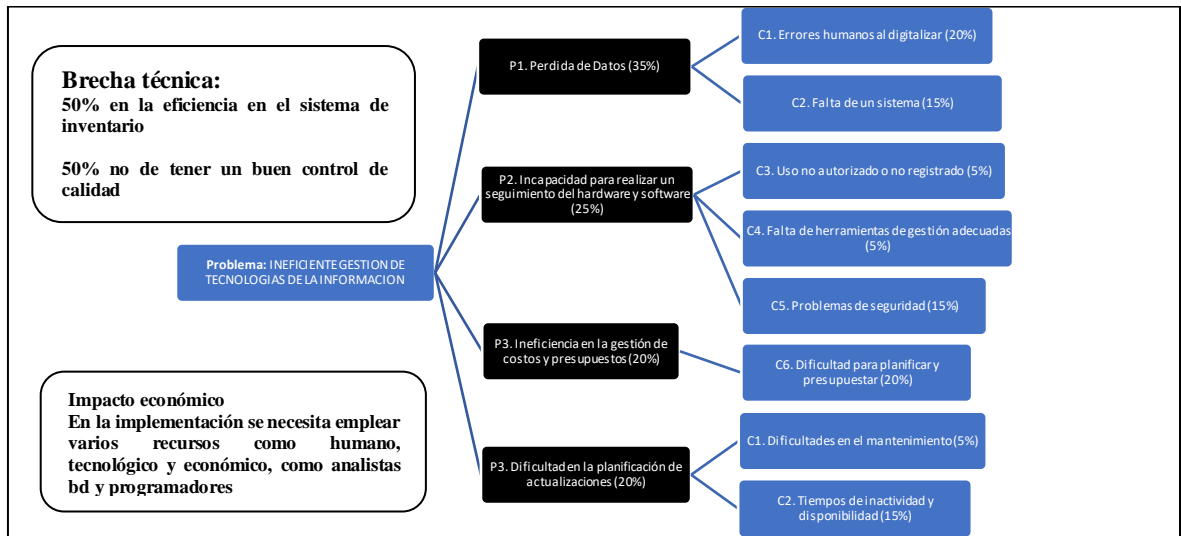 Brecha técnica:
50% en la eficiencia en el sistema de
inventario
50% no de tener un buen control de
calidad
Problema: INEFICIENTE GESTION DE
TECNOLOGIAS DE LA INFORMACION
Impacto económico
En la implementación se necesita emplear
varios recursos como humano,
tecnológico y económico, como analistas
bd y programadores
P1. Perdida de Datos (35%)
P2. Incapacidad para realizar un
seguimiento del hardware y software
(25%)
P3. Ineficiencia en la gestión de
costos y presupuestos (20%)
P3. Dificultad en la planificación de
actualizaciones (20%)
C1. Errores humanos al digitalizar (20%)
C2. Falta de un sistema (15%)
C3. Uso no autorizado o no registrado (5%)
C4. Falta de herramientas de gestión adecuadas
(5%)
C5. Problemas de seguridad (15%)
C6. Dificultad para planificar y
presupuestar (20%)
C1. Dificultades en el mantenimiento (5%)
C2. Tiempos de inactividad y
disponibilidad (15%)